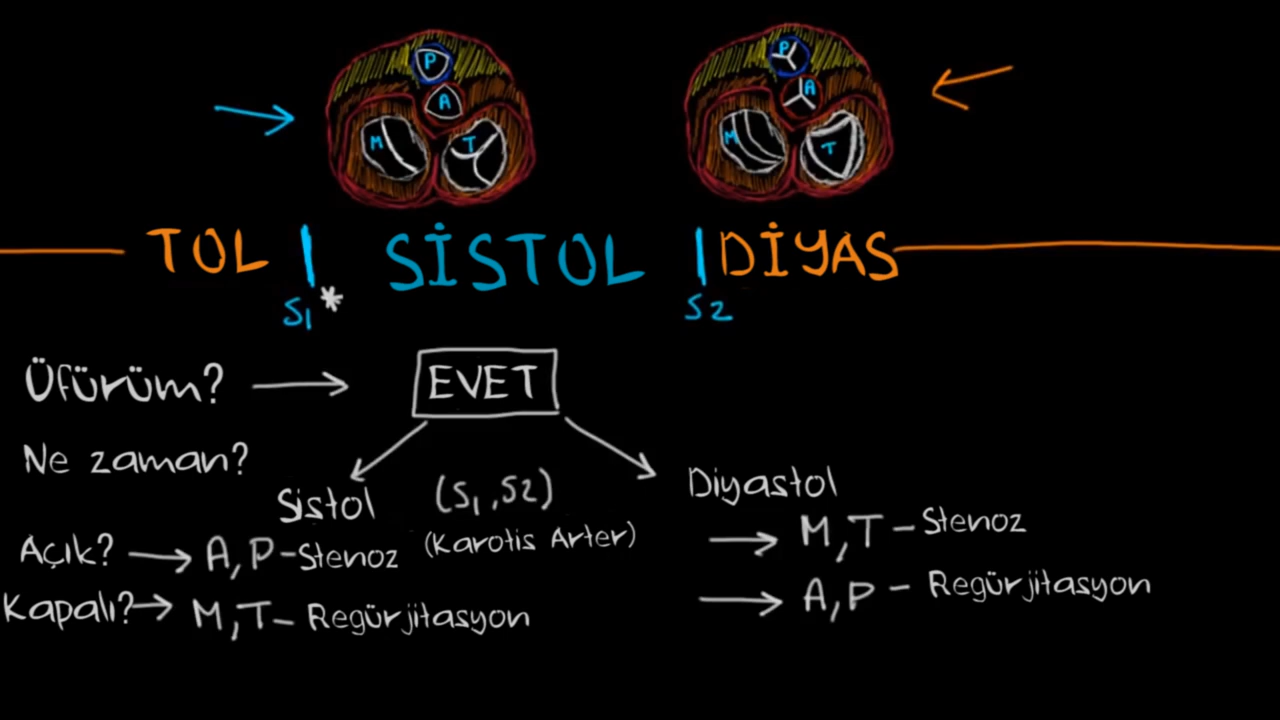 P P
A A
M T M T
TOL | SİSTOL | DİYAS
S1 * S2
Üfürüm? → EVET
Ne zaman?
Sistol (S1, S2) Diyastol
(Karotis Arter)
Açık? → A, P - Stenoz → M, T - Stenoz
Kapalı? → M, T - Regürjitasyon → A, P - Regürjitasyon